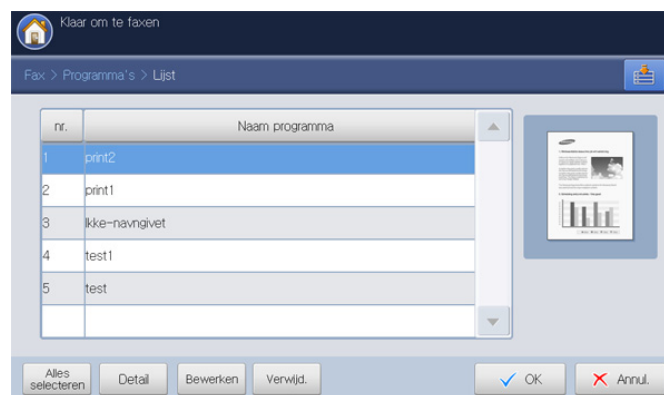 Klaar om te faxen
Fax > Programma's > Lijst
nr. Naam programma
1 print2
2 print1
3 Ikke-navngivet
4 test1
5 test
Alles
selecteren
Detail
Bewerken
Verwijd.
OK
Annul.